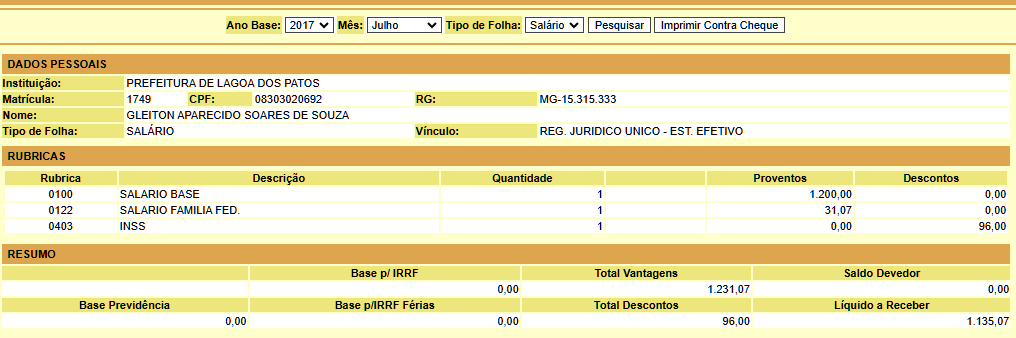 Ano Base: 2017 Mês: Julho Tipo de Folha: Salário Pesquisar Imprimir Contra Cheque
DADOS PESSOAIS
Instituição: PREFEITURA DE LAGOA DOS PATOS
Matrícula: 1749 CPF: 08303020692 RG: MG-15.315.333
Nome: GLEITON APARECIDO SOARES DE SOUZA
Tipo de Folha: SALÁRIO Vínculo: REG. JURIDICO UNICO - EST. EFETIVO
RUBRICAS
Rubrica Descrição Quantidade Proventos Descontos
0100 SALARIO BASE 1 1.200,00 0,00
0122 SALARIO FAMILIA FED. 1 31,07 0,00
0403 INSS 1 0,00 96,00
RESUMO
Base p/ IRRF Total Vantagens Saldo Devedor
0,00 1.231,07 0,00
Base Previdência Base p/IRRF Férias Total Descontos Líquido a Receber
0,00 0,00 96,00 1.135,07